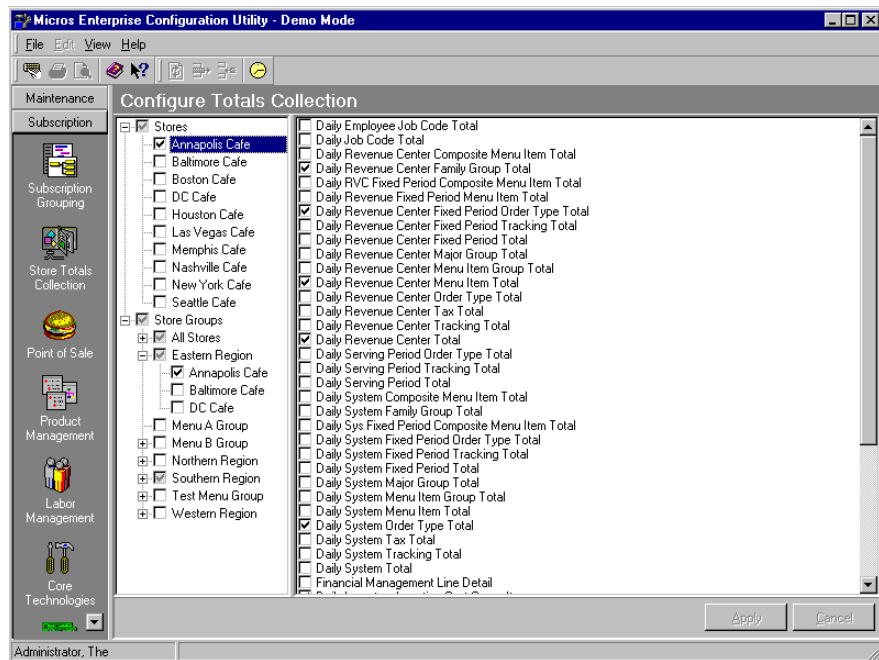 Micros Enterprise Configuration Utility - Demo Mode
File Edit View Help
Maintenance
Subscription
Subscription
Grouping
Store Totals
Collection
Point of Sale
Product
Management
Labor
Management
Core
Technologies
Configure Totals Collection
Stores
Annapolis Cafe
Baltimore Cafe
Boston Cafe
DC Cafe
Houston Cafe
Las Vegas Cafe
Memphis Cafe
Nashville Cafe
New York Cafe
Seattle Cafe
Store Groups
All Stores
Eastern Region
Annapolis Cafe
Baltimore Cafe
DC Cafe
Menu A Group
Menu B Group
Northern Region
Southern Region
Test Menu Group
Western Region
Daily Employee Job Code Total
Daily Job Code Total
Daily Revenue Center Composite Menu Item Total
Daily Revenue Center Family Group Total
Daily RVC Fixed Period Composite Menu Item Total
Daily Revenue Fixed Period Menu Item Total
Daily Revenue Center Fixed Period Order Type Total
Daily Revenue Center Fixed Period Tracking Total
Daily Revenue Center Fixed Period Total
Daily Revenue Center Major Group Total
Daily Revenue Center Menu Item Group Total
Daily Revenue Center Menu Item Total
Daily Revenue Center Order Type Total
Daily Revenue Center Tax Total
Daily Revenue Center Tracking Total
Daily Revenue Center Total
Daily Serving Period Order Type Total
Daily Serving Period Tracking Total
Daily Serving Period Total
Daily System Composite Menu Item Total
Daily System Family Group Total
Daily Sys Fixed Period Composite Menu Item Total
Daily System Fixed Period Order Type Total
Daily System Fixed Period Tracking Total
Daily System Fixed Period Total
Daily System Major Group Total
Daily System Menu Item Group Total
Daily System Menu Item Total
Daily System Order Type Total
Daily System Tax Total
Daily System Tracking Total
Daily System Total
Financial Management Line Detail
Apply Cancel
Administrator, The